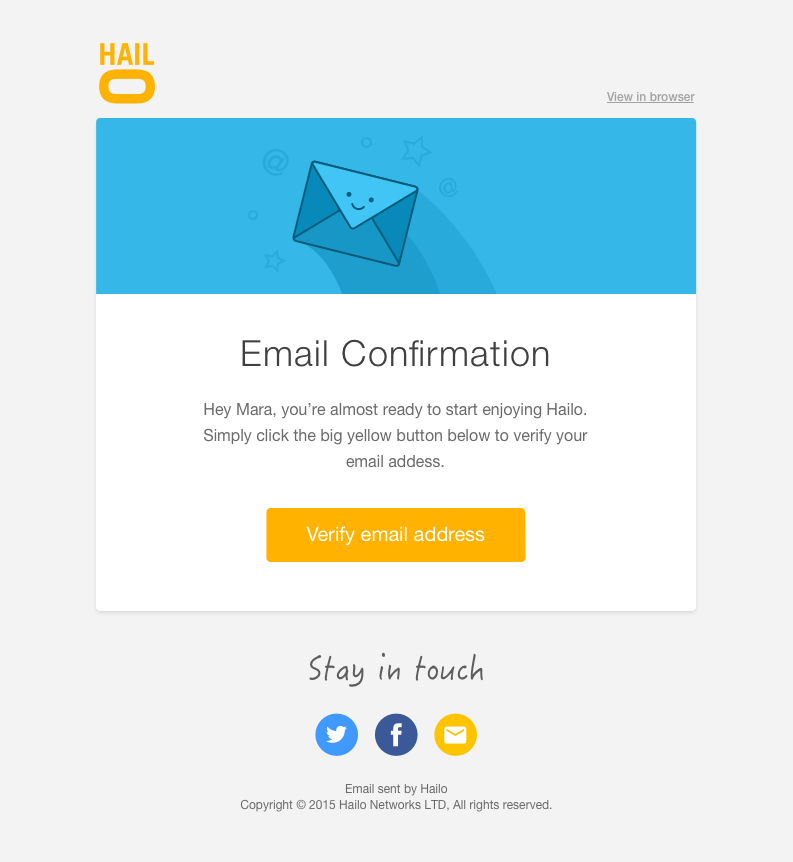 HAIL
O
View in browser
Email Confirmation
Hey Mara, you’re almost ready to start enjoying Hailo.
Simply click the big yellow button below to verify your
email addess.
Verify email address
Stay in touch
Email sent by Hailo
Copyright © 2015 Hailo Networks LTD, All rights reserved.